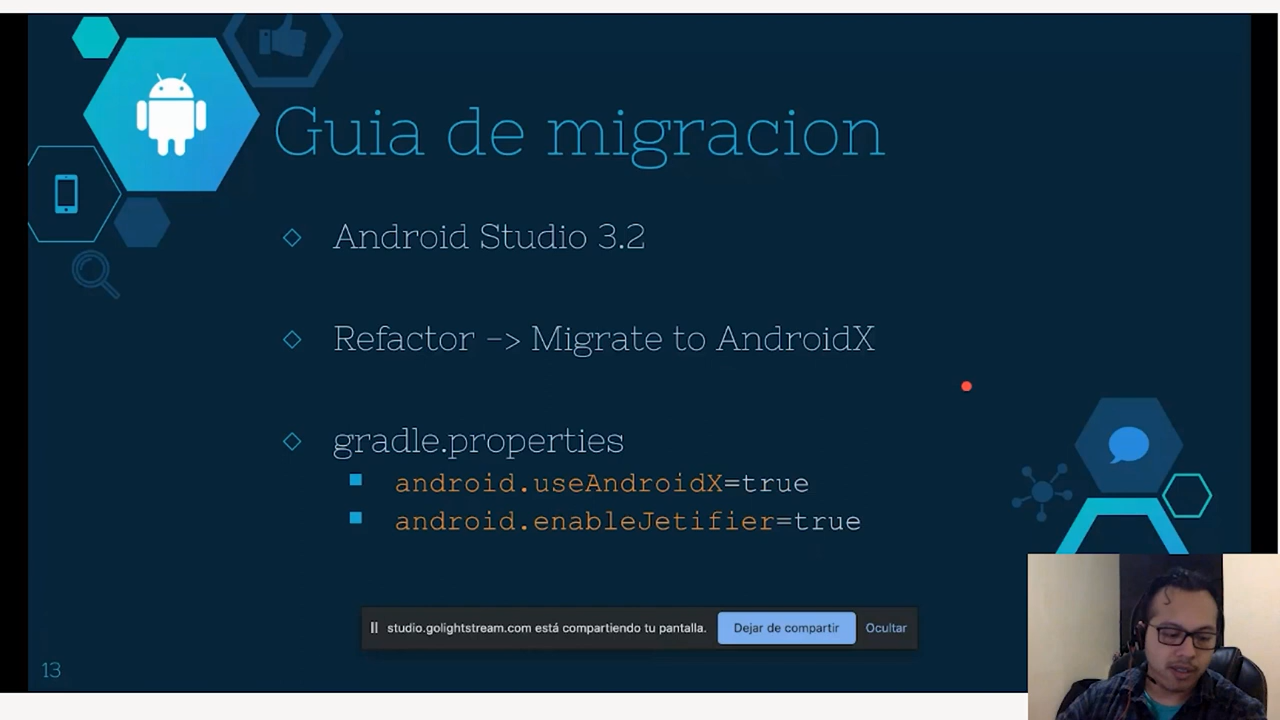 Guia de migracion
Android Studio 3.2
Refactor -> Migrate to AndroidX
gradle.properties
android.useAndroidX=true
android.enableJetifier=true
studio.golightstream.com está compartiendo tu pantalla.
Dejar de compartir
Ocultar
13